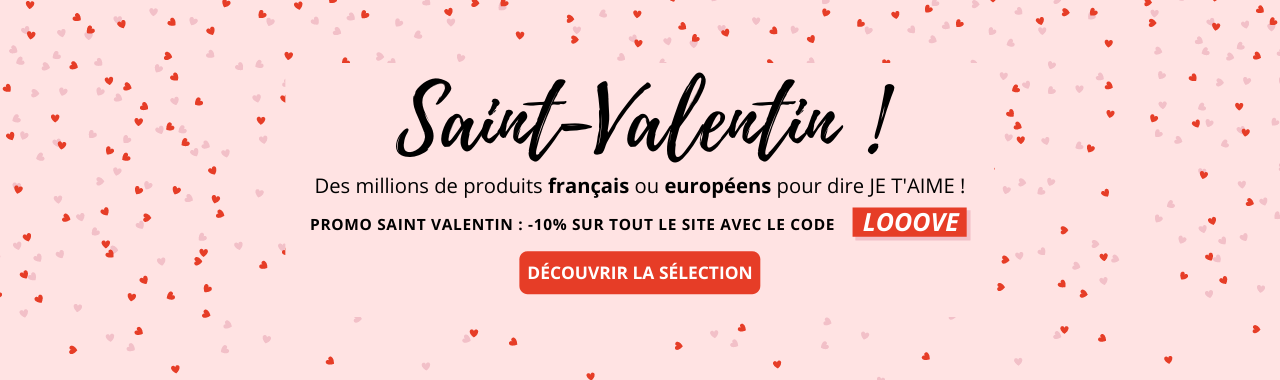 Saint-Valentin !
Des millions de produits français ou européens pour dire JE T'AIME !
PROMO SAINT VALENTIN : -10% SUR TOUT LE SITE AVEC LE CODE LOOOVE
DÉCOUVRIR LA SÉLECTION